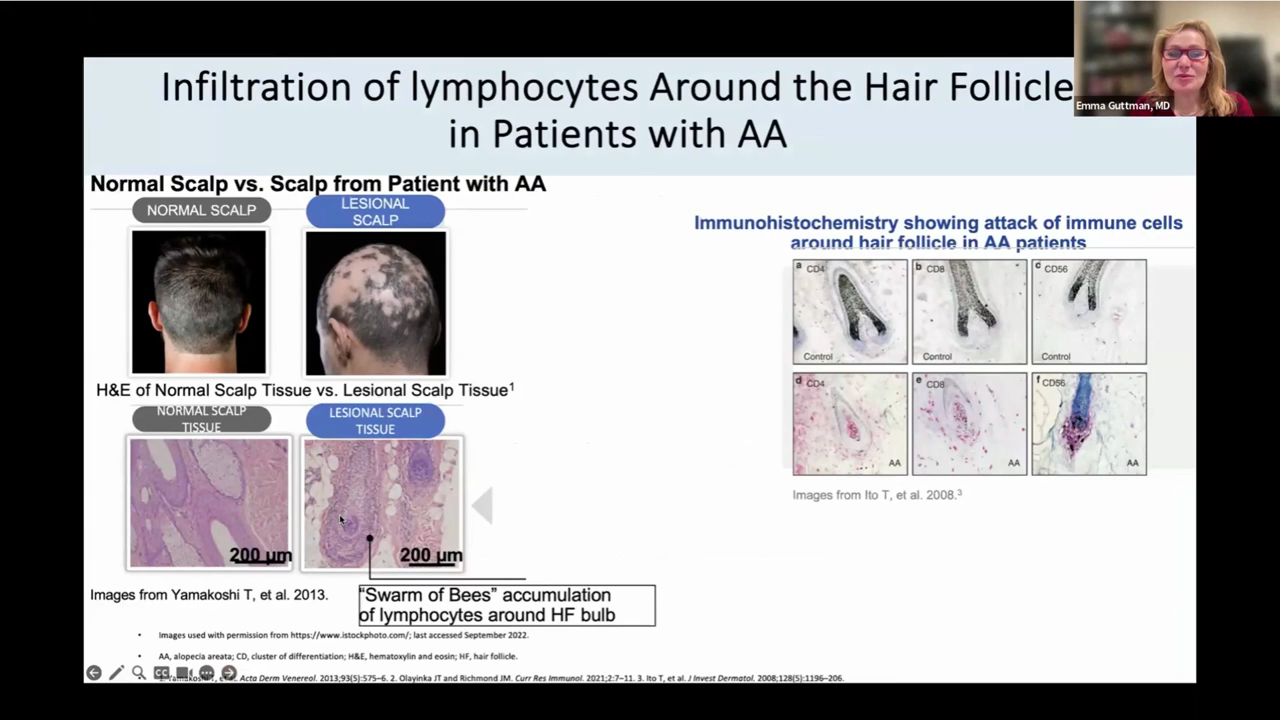 Infiltration of lymphocytes Around the Hair Follicle
in Patients with AA
Emma Guttman, MD
Normal Scalp vs. Scalp from Patient with AA
NORMAL SCALP
LESIONAL
SCALP
H&E of Normal Scalp Tissue vs. Lesional Scalp Tissue¹
NORMAL SCALP
TISSUE
LESIONAL SCALP
TISSUE
200 µm
200 µm
Images from Yamakoshi T, et al. 2013.
"Swarm of Bees" accumulation
of lymphocytes around HF bulb
Immunohistochemistry showing attack of immune cells
around hair follicle in AA patients
a CD4
Control
b CD8
Control
c CD56
Control
d CD4
AA
e CD8
AA
f CD56
AA
Images from Ito T, et al. 2008.³
• Images used with permission from https://www.istockphoto.com/; last accessed September 2022.
• AA, alopecia areata; CD, cluster of differentiation; H&E, hematoxylin and eosin; HF, hair follicle.
CC
Acta Derm Venereol. 2013;93(5):575–6. 2. Olayinka JT and Richmond JM. Curr Res Immunol. 2021;2:7–11. 3. Ito T, et al. J Invest Dermatol. 2008;128(5):1196–206.